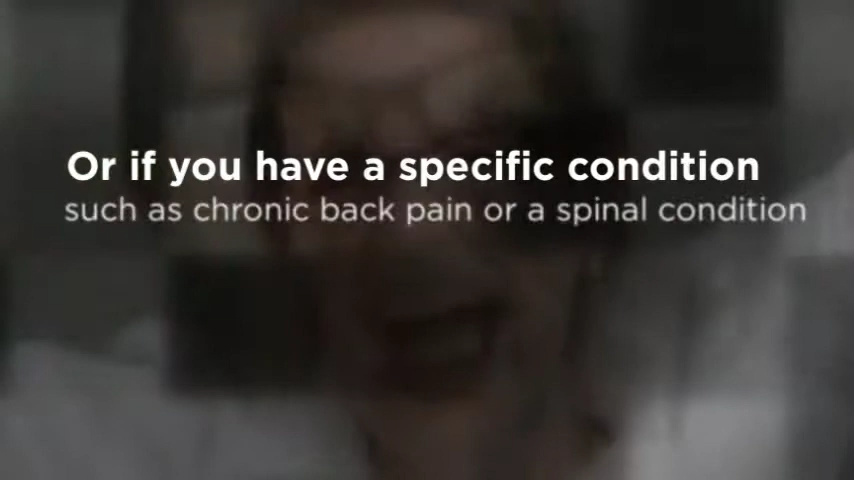 Or if you have a specific condition
such as chronic back pain or a spinal condition